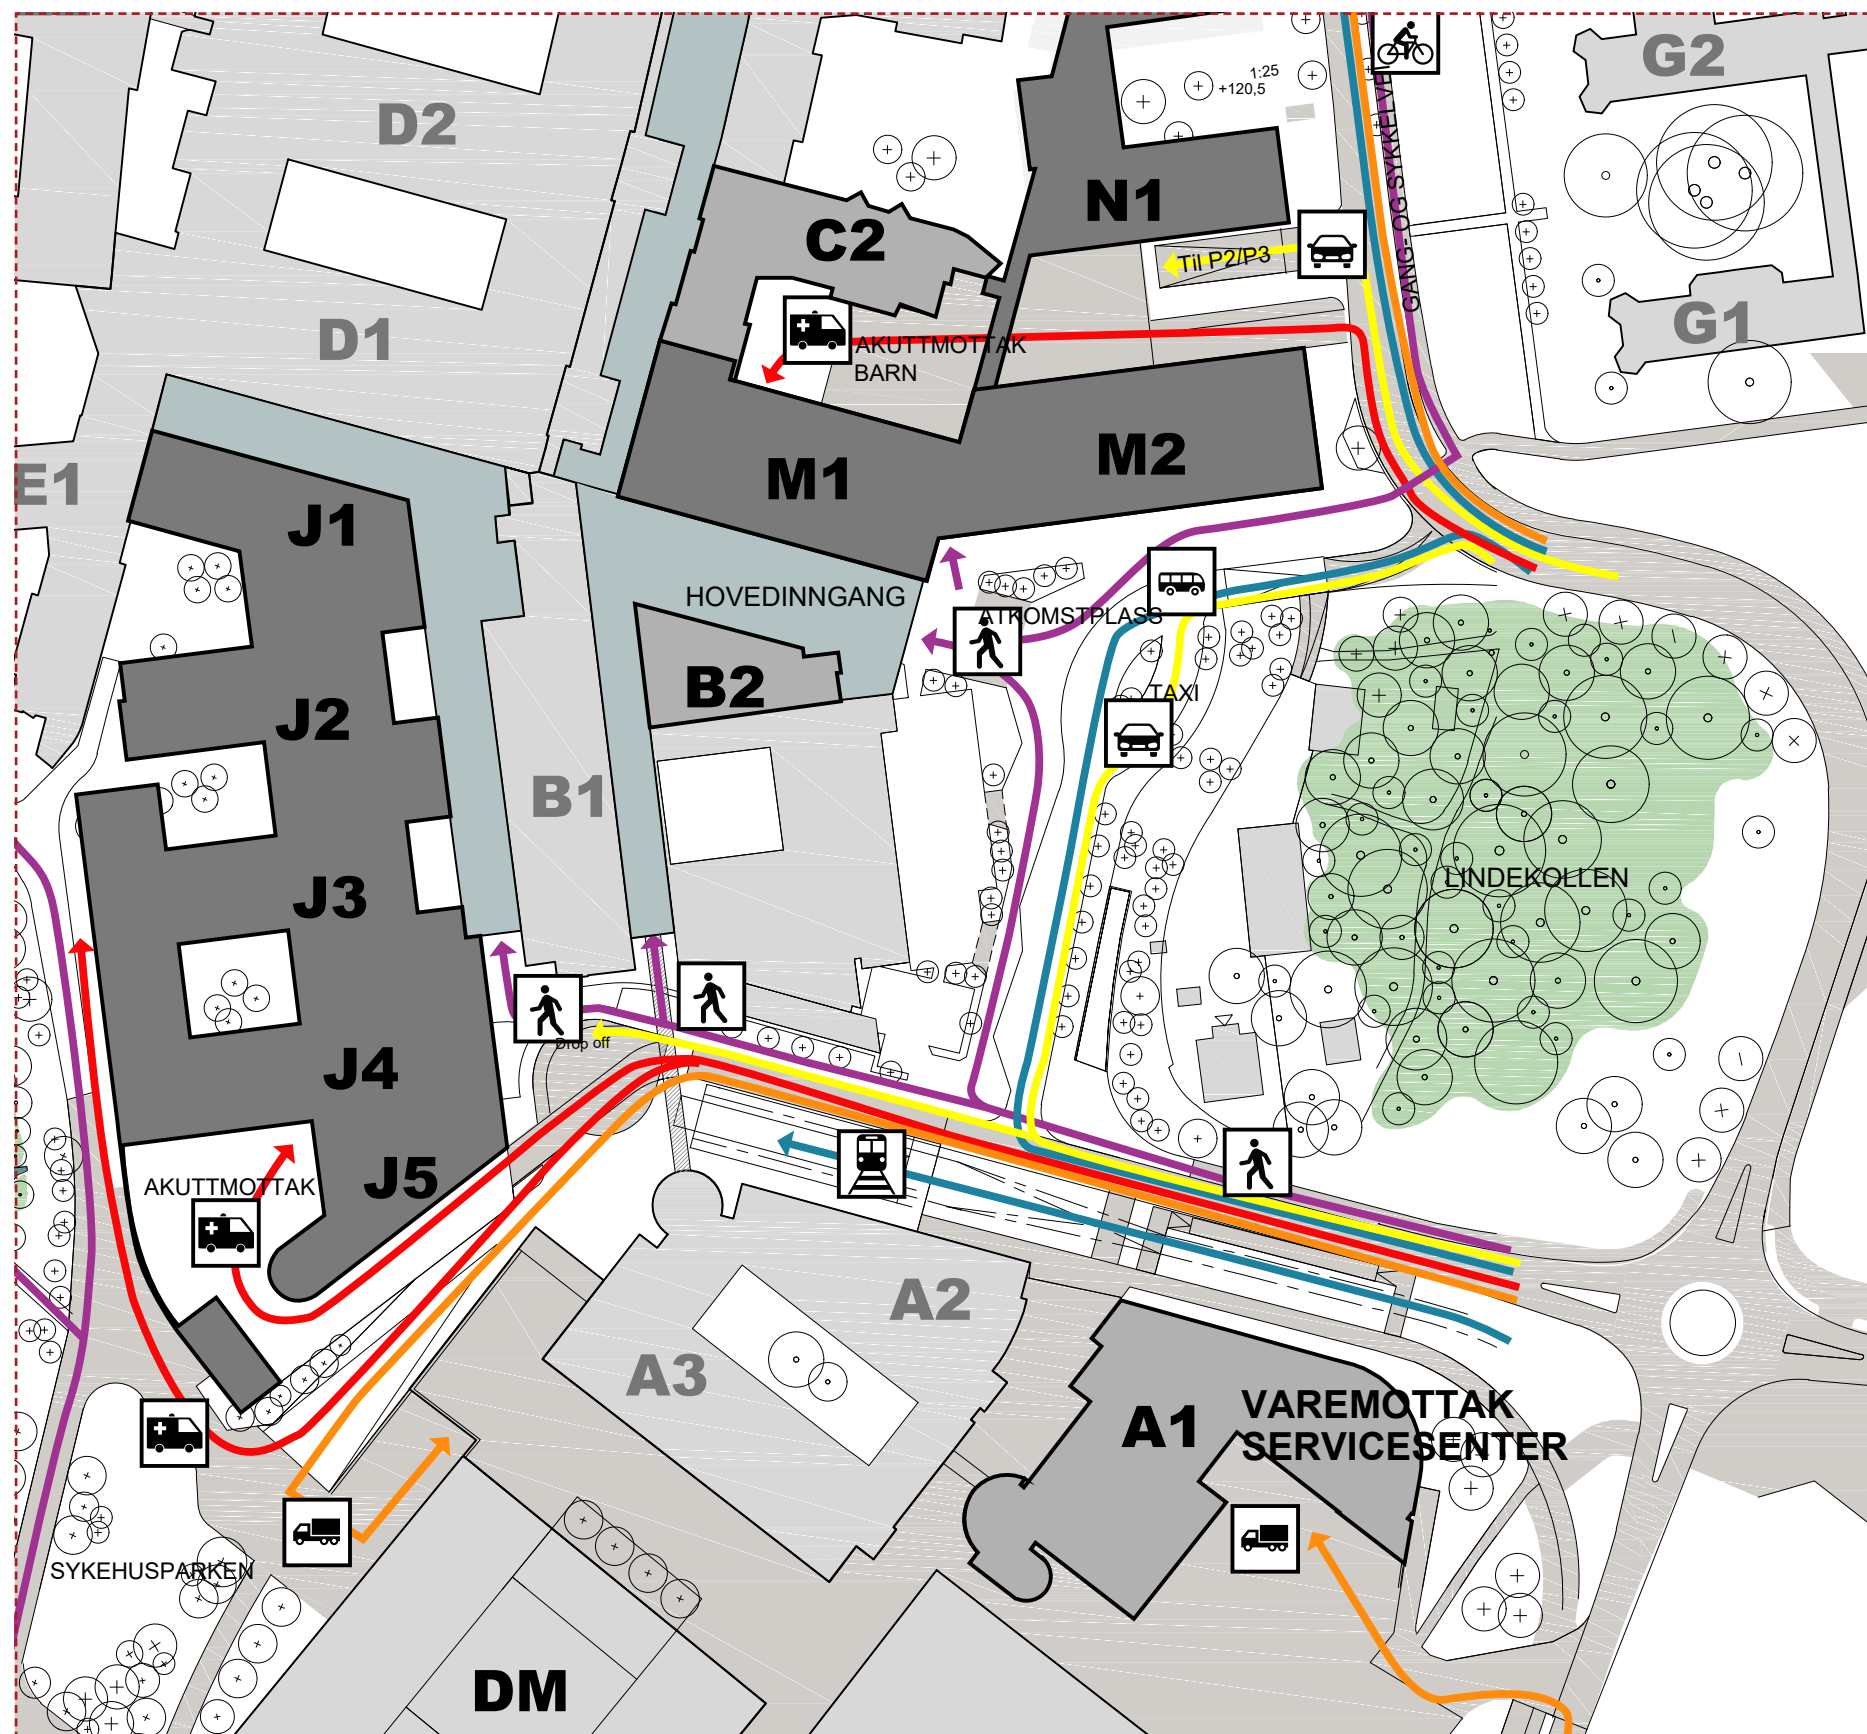 G2
1:25
+120,5
D2
N1
C2
Til P2/P3
GANG- OG SYKKELVEI
G1
D1
AKUTTMOTTAK
BARN
M2
M1
E1
J1
HOVEDINNGANG
ATKOMSTPLASS
B2
TAXI
J2
B1
LINDEKOLLEN
J3
Drop off
J4
J5
AKUTTMOTTAK
A2
A3
VAREMOTTAK
SERVICESENTER
A1
SYKEHUSPARKEN
DM